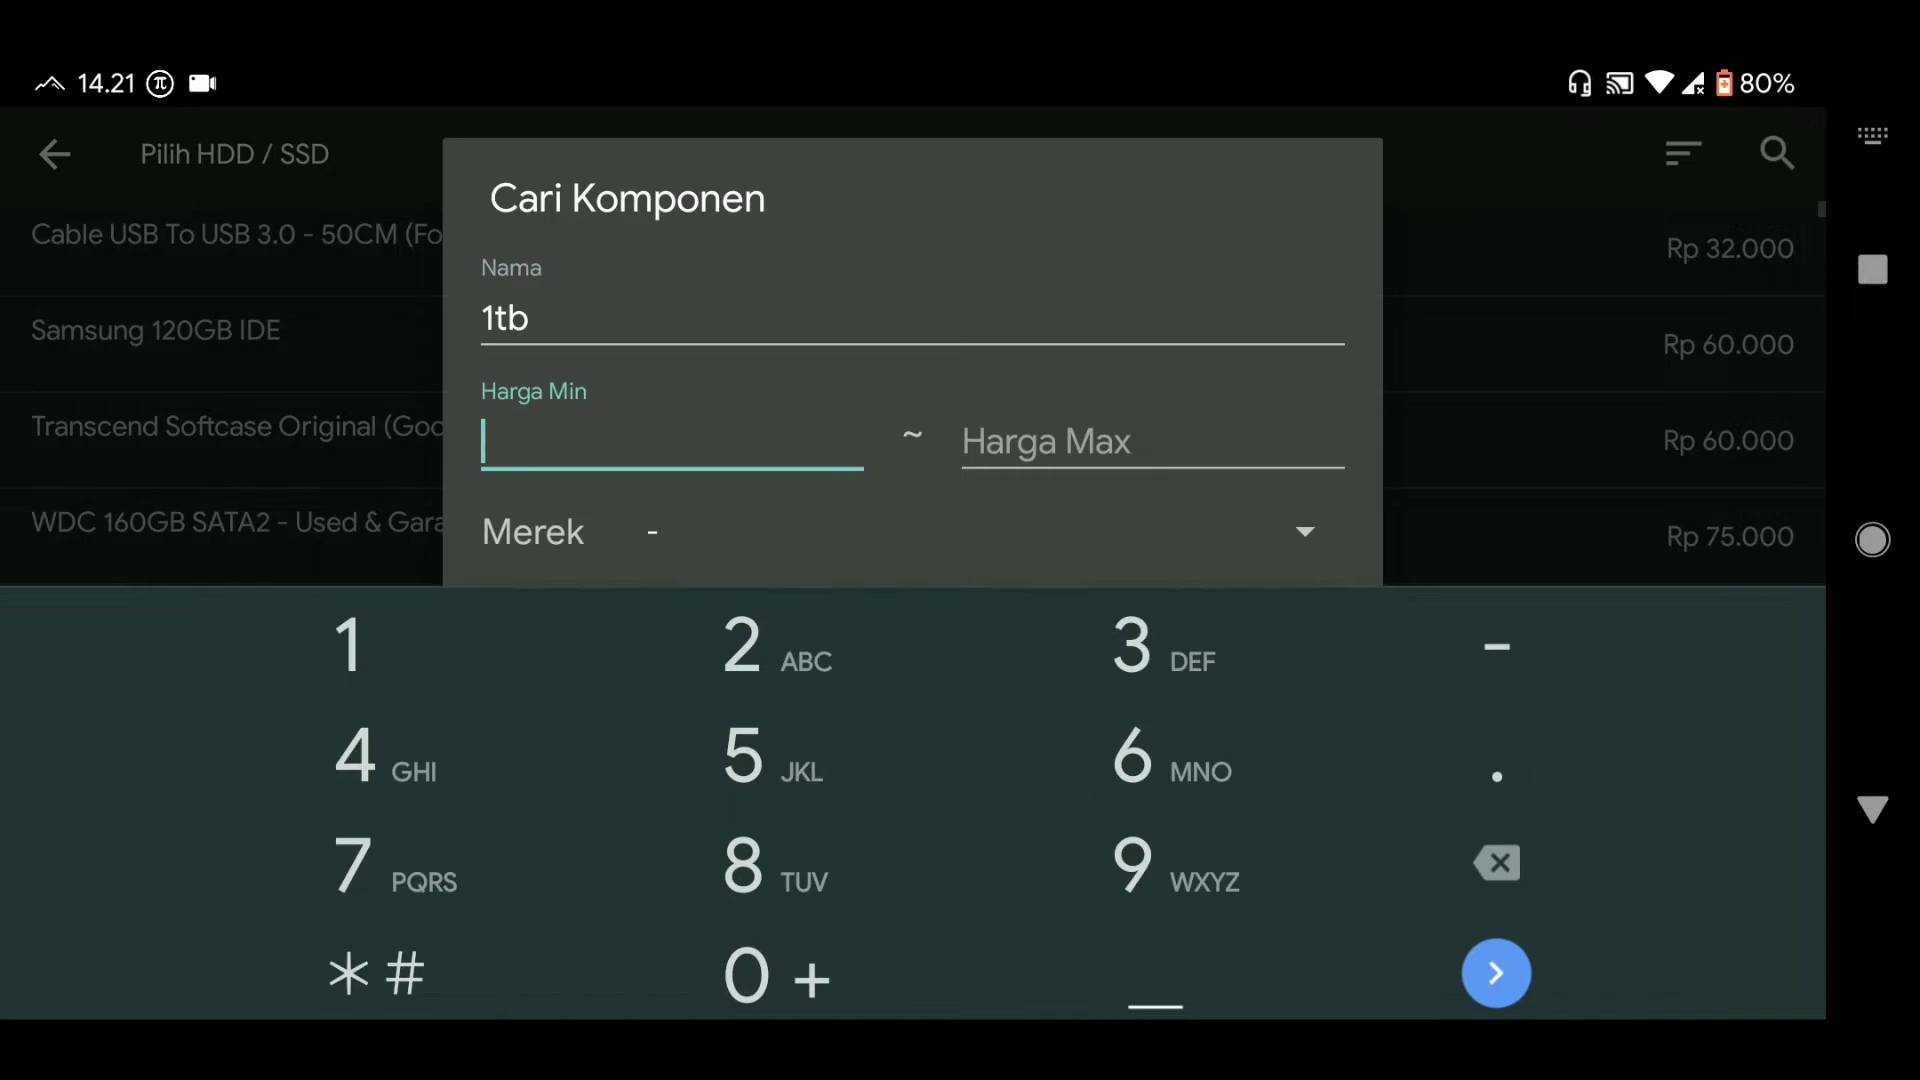 14.21
80%
Pilih HDD / SSD
Cari Komponen
Cable USB To USB 3.0 - 50CM (Fo
Rp 32.000
Nama
1tb
Samsung 120GB IDE
Rp 60.000
Harga Min
~
Harga Max
Transcend Softcase Original (Goo
Rp 60.000
WDC 160GB SATA2 - Used & Gara
Merek -
Rp 75.000
1
2 ABC
3 DEF
-
4 GHI
5 JKL
6 MNO
.
7 PQRS
8 TUV
9 WXYZ
*#
0 +
_